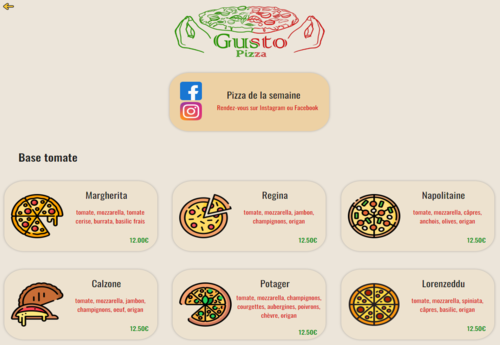 Gusto
Pizza
Pizza de la semaine
Rendez-vous sur Instagram ou Facebook
Base tomate
Margherita
tomate, mozzarella, tomate
cerise, burrata, basilic frais
12.00€
Regina
tomate, mozzarella, jambon,
champignons, origan
12.50€
Napolitaine
tomate, mozzarella, câpres,
anchois, olives, origan
12.50€
Calzone
tomate, mozzarella, jambon,
champignons, oeuf, origan
12.50€
Potager
tomate, mozzarella, champignons,
courgettes, aubergines, poivrons,
chèvre, origan
12.50€
Lorenzeddu
tomate, mozzarella, spiniata,
câpres, basilic, origan
12.50€